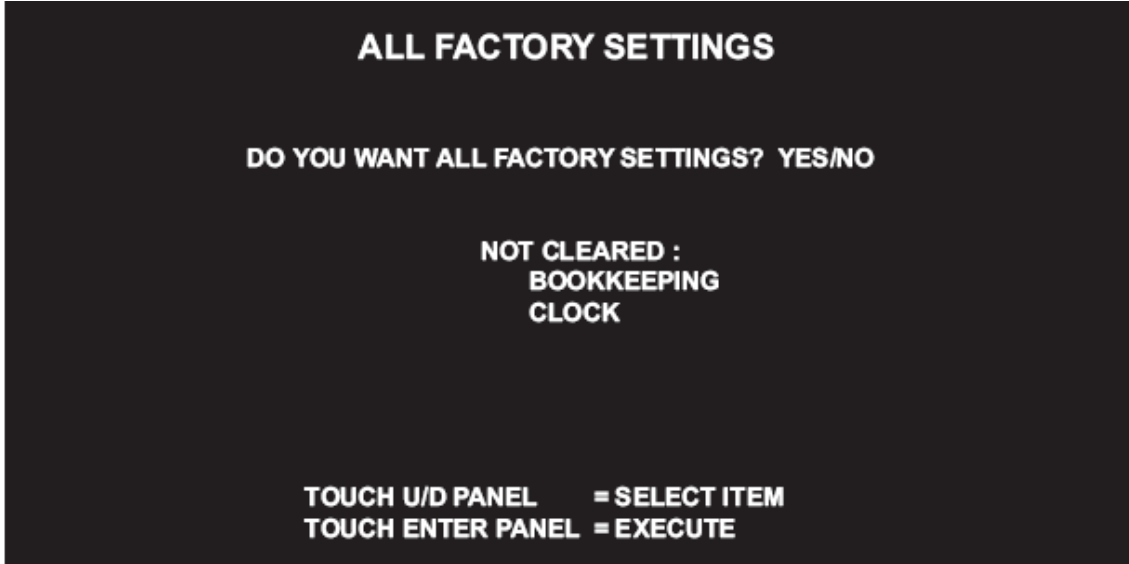 ALL FACTORY SETTINGS
DO YOU WANT ALL FACTORY SETTINGS? YES/NO
NOT CLEARED :
BOOKKEEPING
CLOCK
TOUCH U/D PANEL = SELECT ITEM
TOUCH ENTER PANEL = EXECUTE